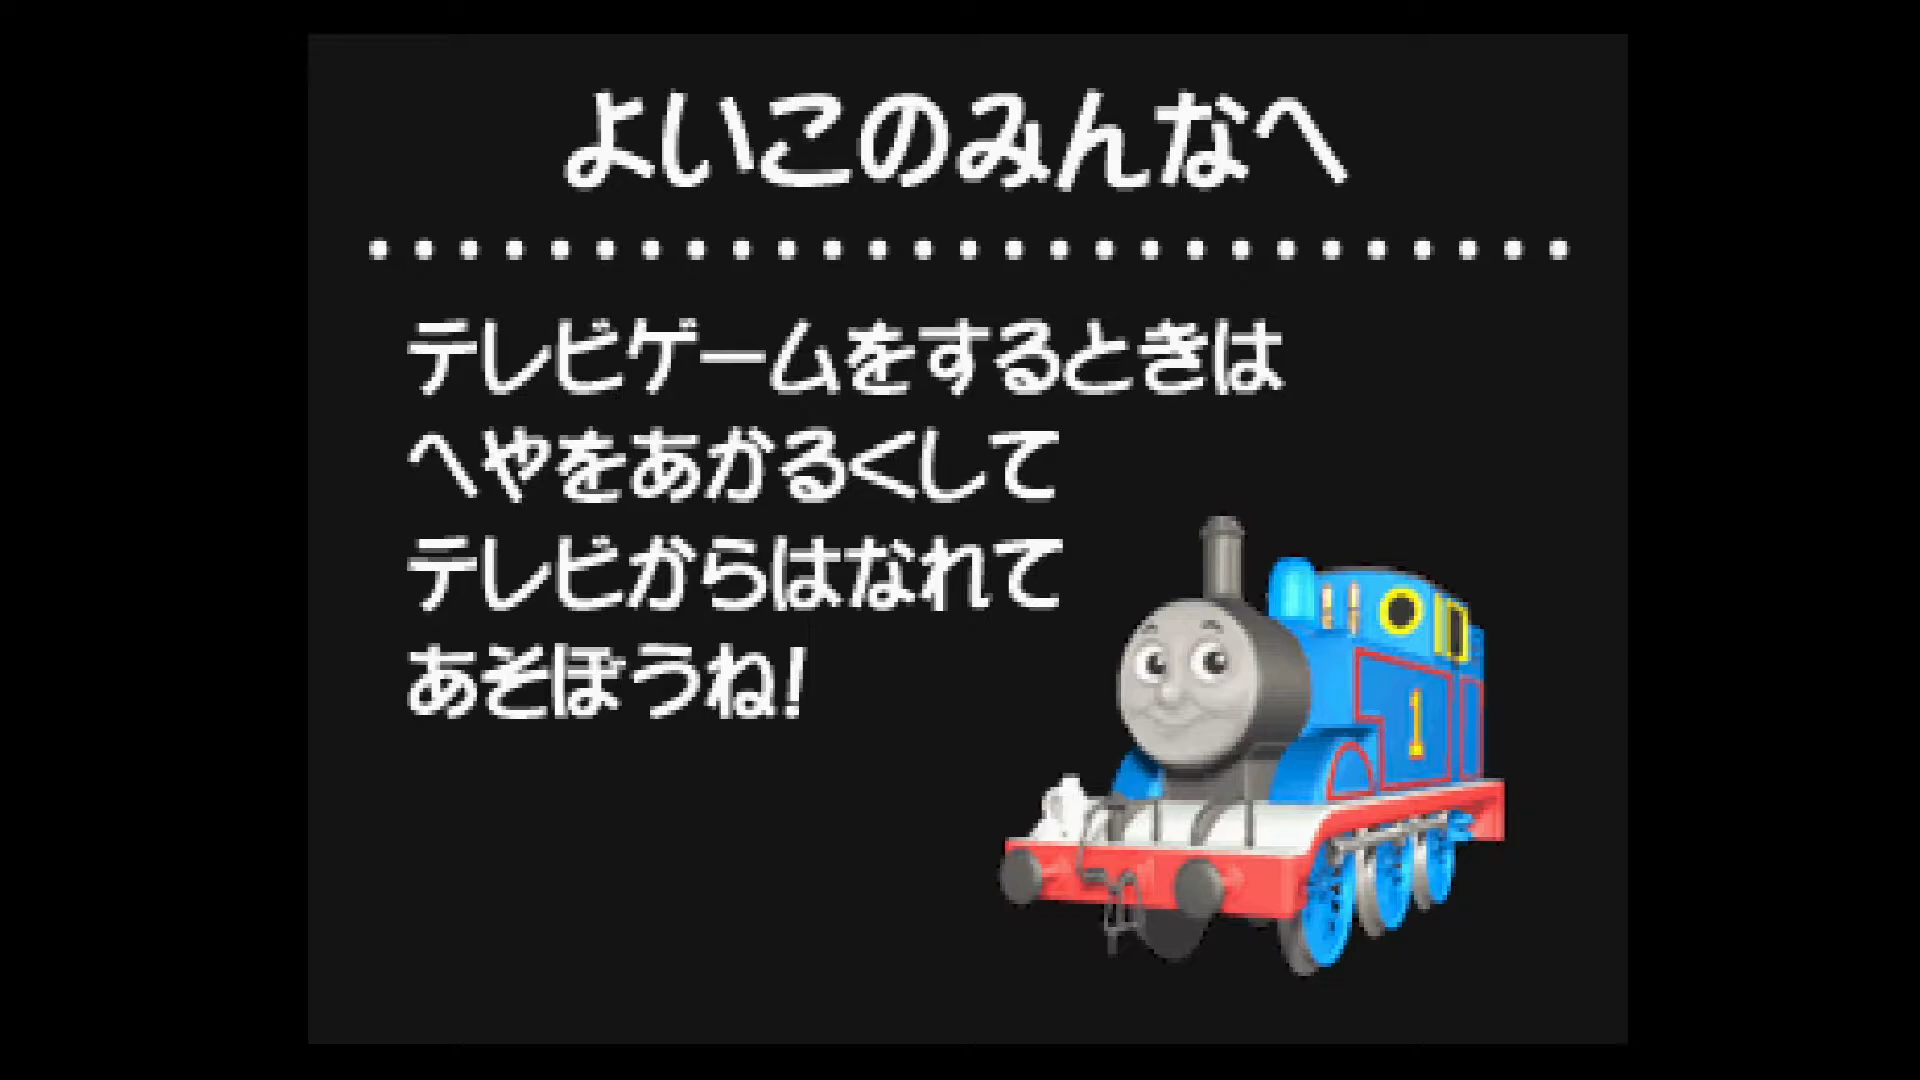 よいこのみんなへ
テレビゲームをするときは
へやをあかるくして
テレビからはなれて
あそぼうね!
1